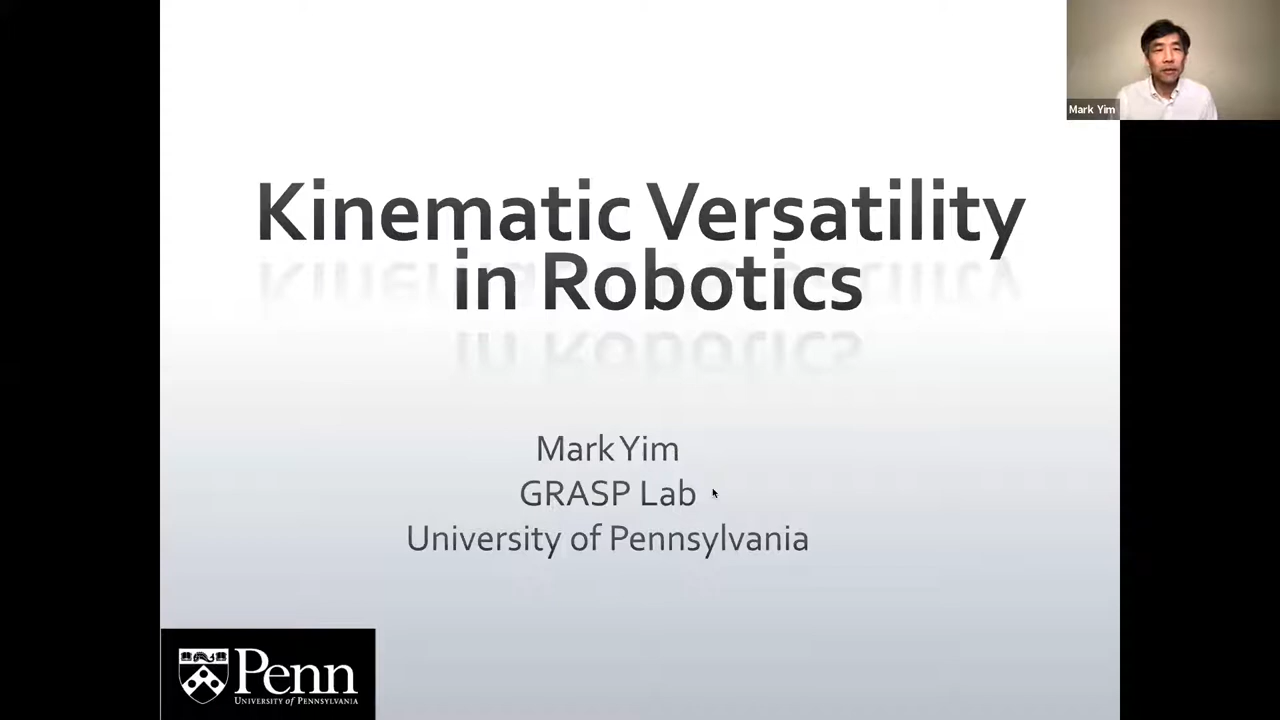 Mark Yim
Kinematic Versatility
in Robotics
Mark Yim
GRASP Lab
University of Pennsylvania
Penn
UNIVERSITY of PENNSYLVANIA